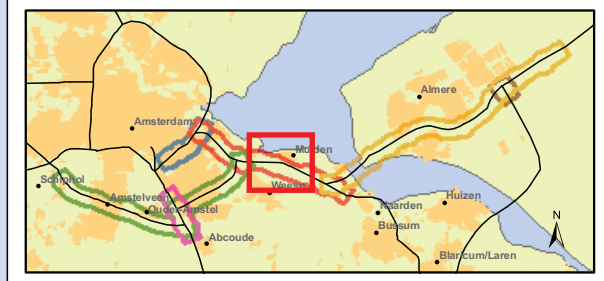 Almere
Amsterdam
Muiden
Schiphol
Weesp
Amstelveen
Ouder-Amstel
Naarden
Huizen
Bussum
Abcoude
Blaricum/Laren
N